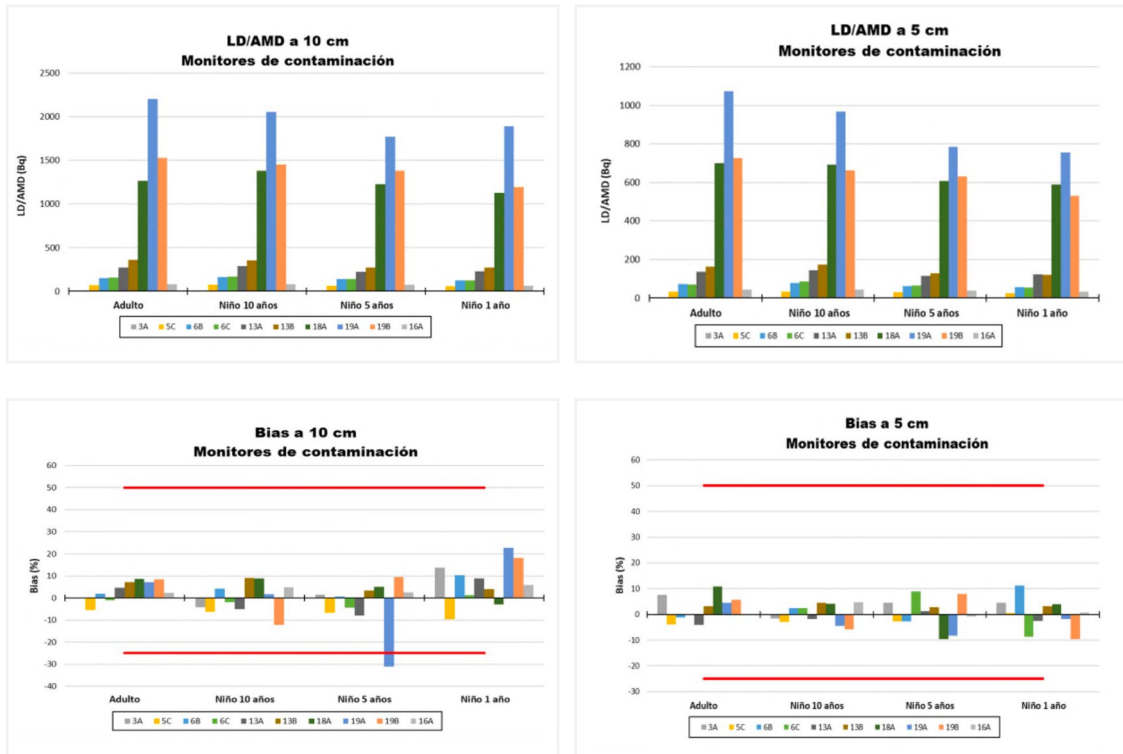 LD/AMD a 10 cm
Monitores de contaminación
2500
2000
1500
1000
500
0
LD/AMD (Bq)
Adulto Niño 10 años Niño 5 años Niño 1 año
3A 5C 6B 6C 13A 13B 18A 19A 19B 16A
LD/AMD a 5 cm
Monitores de contaminación
1200
1000
800
600
400
200
0
LD/AMD (Bq)
Adulto Niño 10 años Niño 5 años Niño 1 año
3A 5C 6B 6C 13A 13B 18A 19A 19B 16A
Bias a 10 cm
Monitores de contaminación
60
50
40
30
20
10
0
-10
-20
-30
-40
Bias (%)
Adulto Niño 10 años Niño 5 años Niño 1 año
3A 5C 6B 6C 13A 13B 18A 19A 19B 16A
Bias a 5 cm
Monitores de contaminación
60
50
40
30
20
10
0
-10
-20
-30
Bias (%)
Adulto Niño 10 años Niño 5 años Niño 1 año
3A 5C 6B 6C 13A 13B 18A 19A 19B 16A